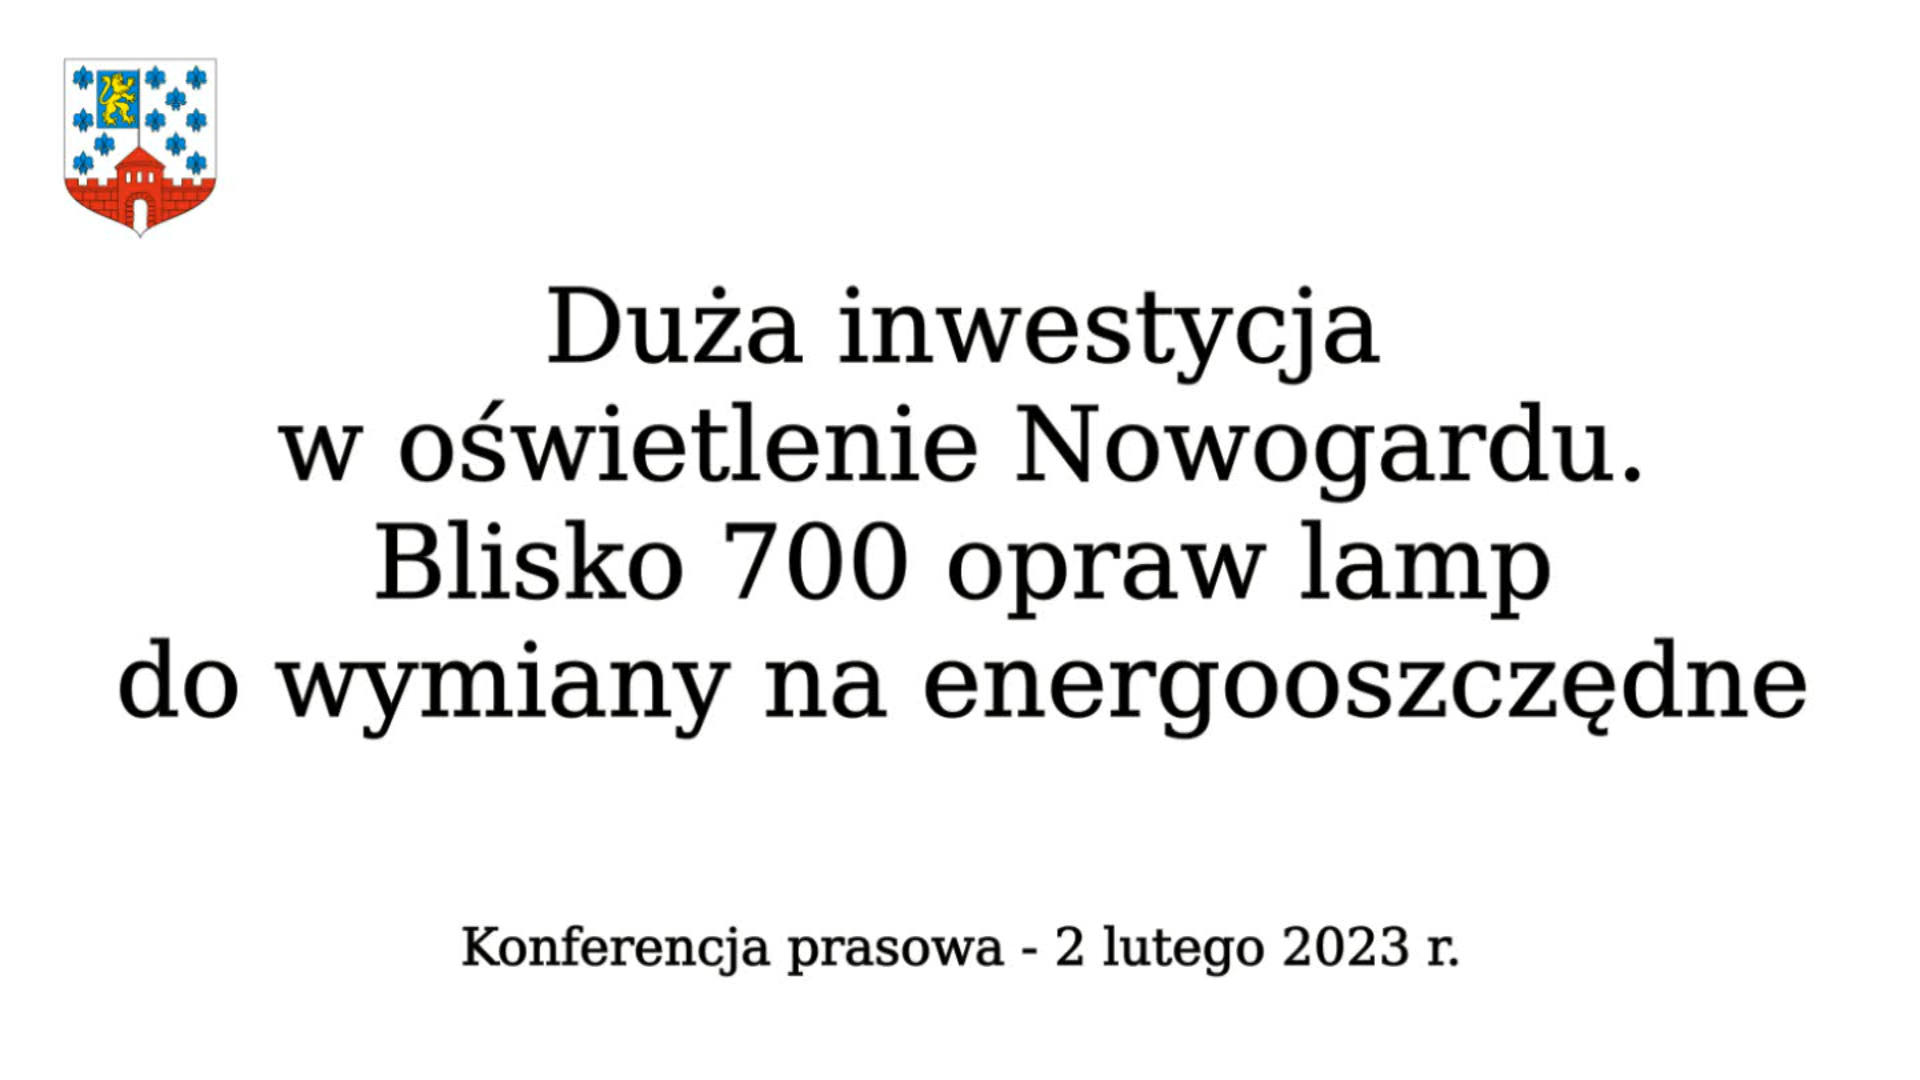 Duża inwestycja
w oświetlenie Nowogardu.
Blisko 700 opraw lamp
do wymiany na energooszczędne
Konferencja prasowa - 2 lutego 2023 r.